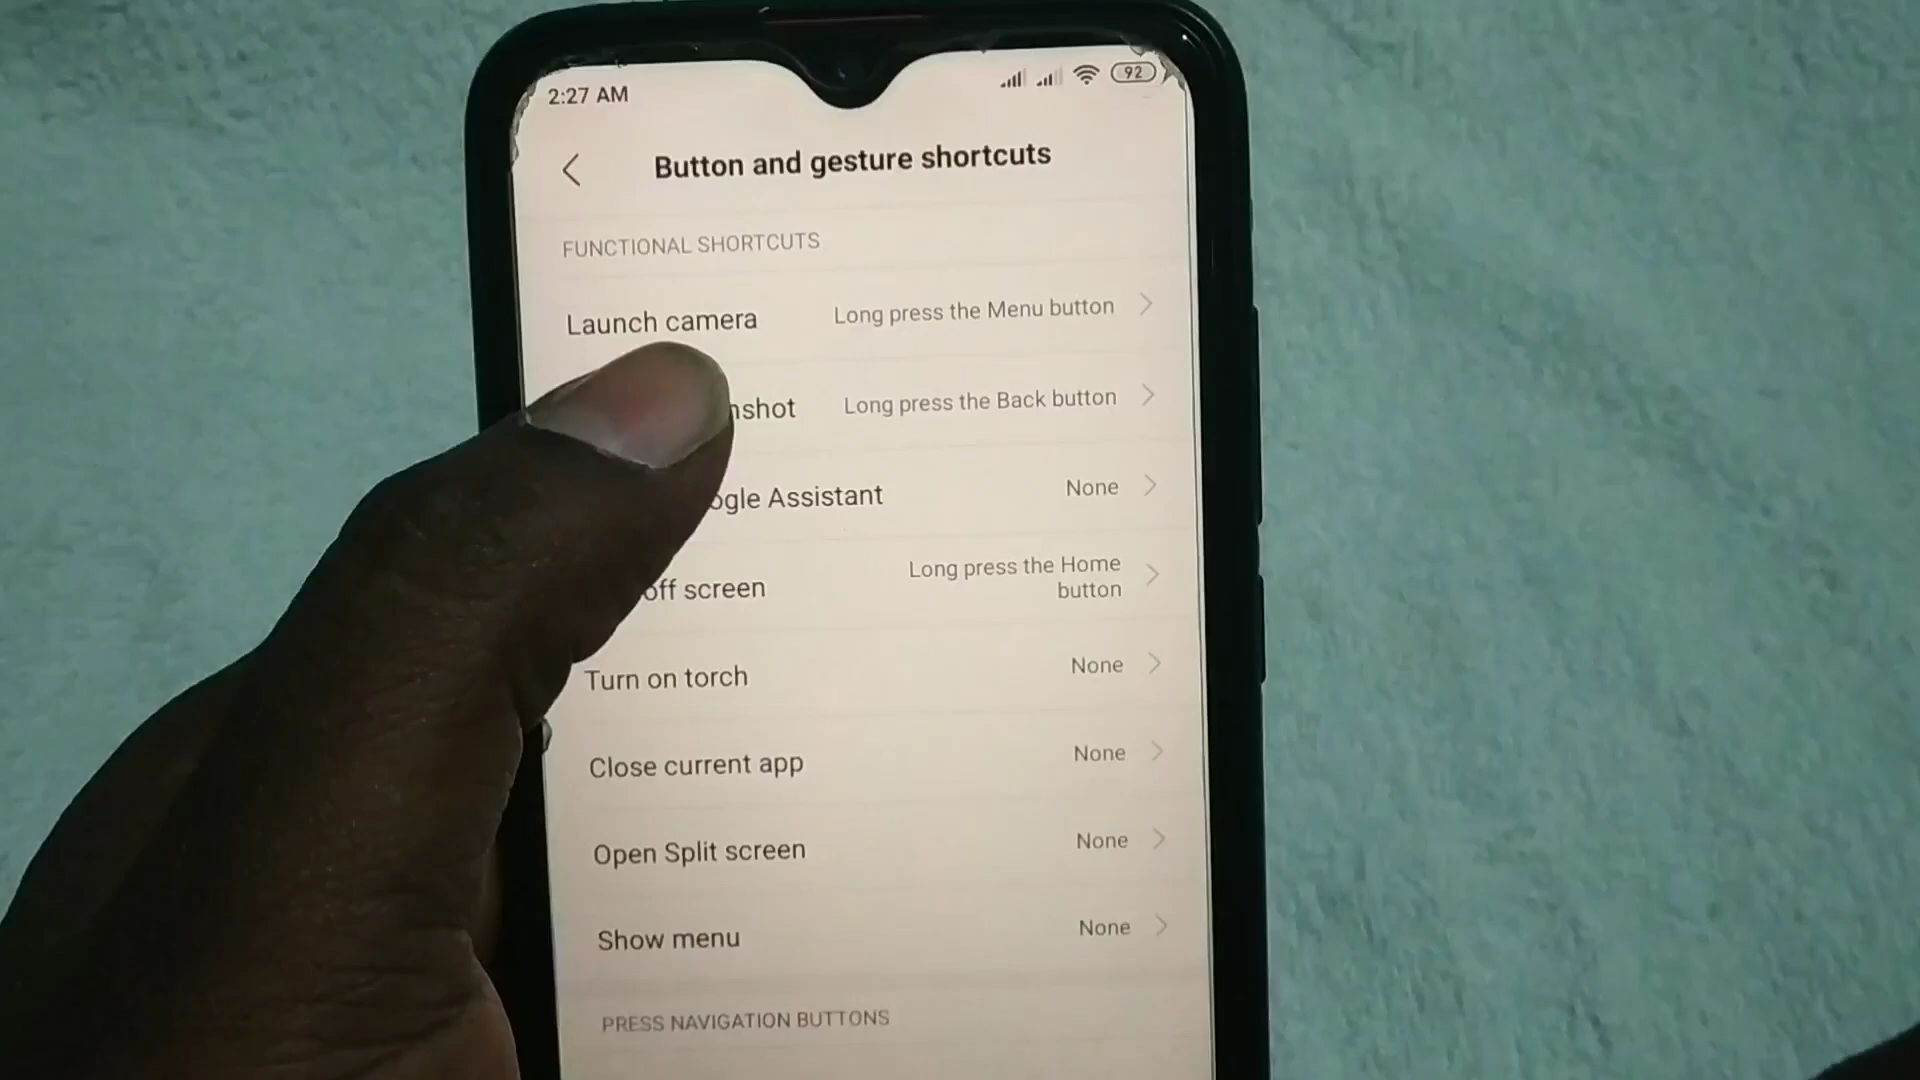 2:27 AM
92
Button and gesture shortcuts
FUNCTIONAL SHORTCUTS
Launch camera
Long press the Menu button
nshot
Long press the Back button
ogle Assistant
None
off screen
Long press the Home
button
Turn on torch
None
Close current app
None
Open Split screen
None
Show menu
None
PRESS NAVIGATION BUTTONS